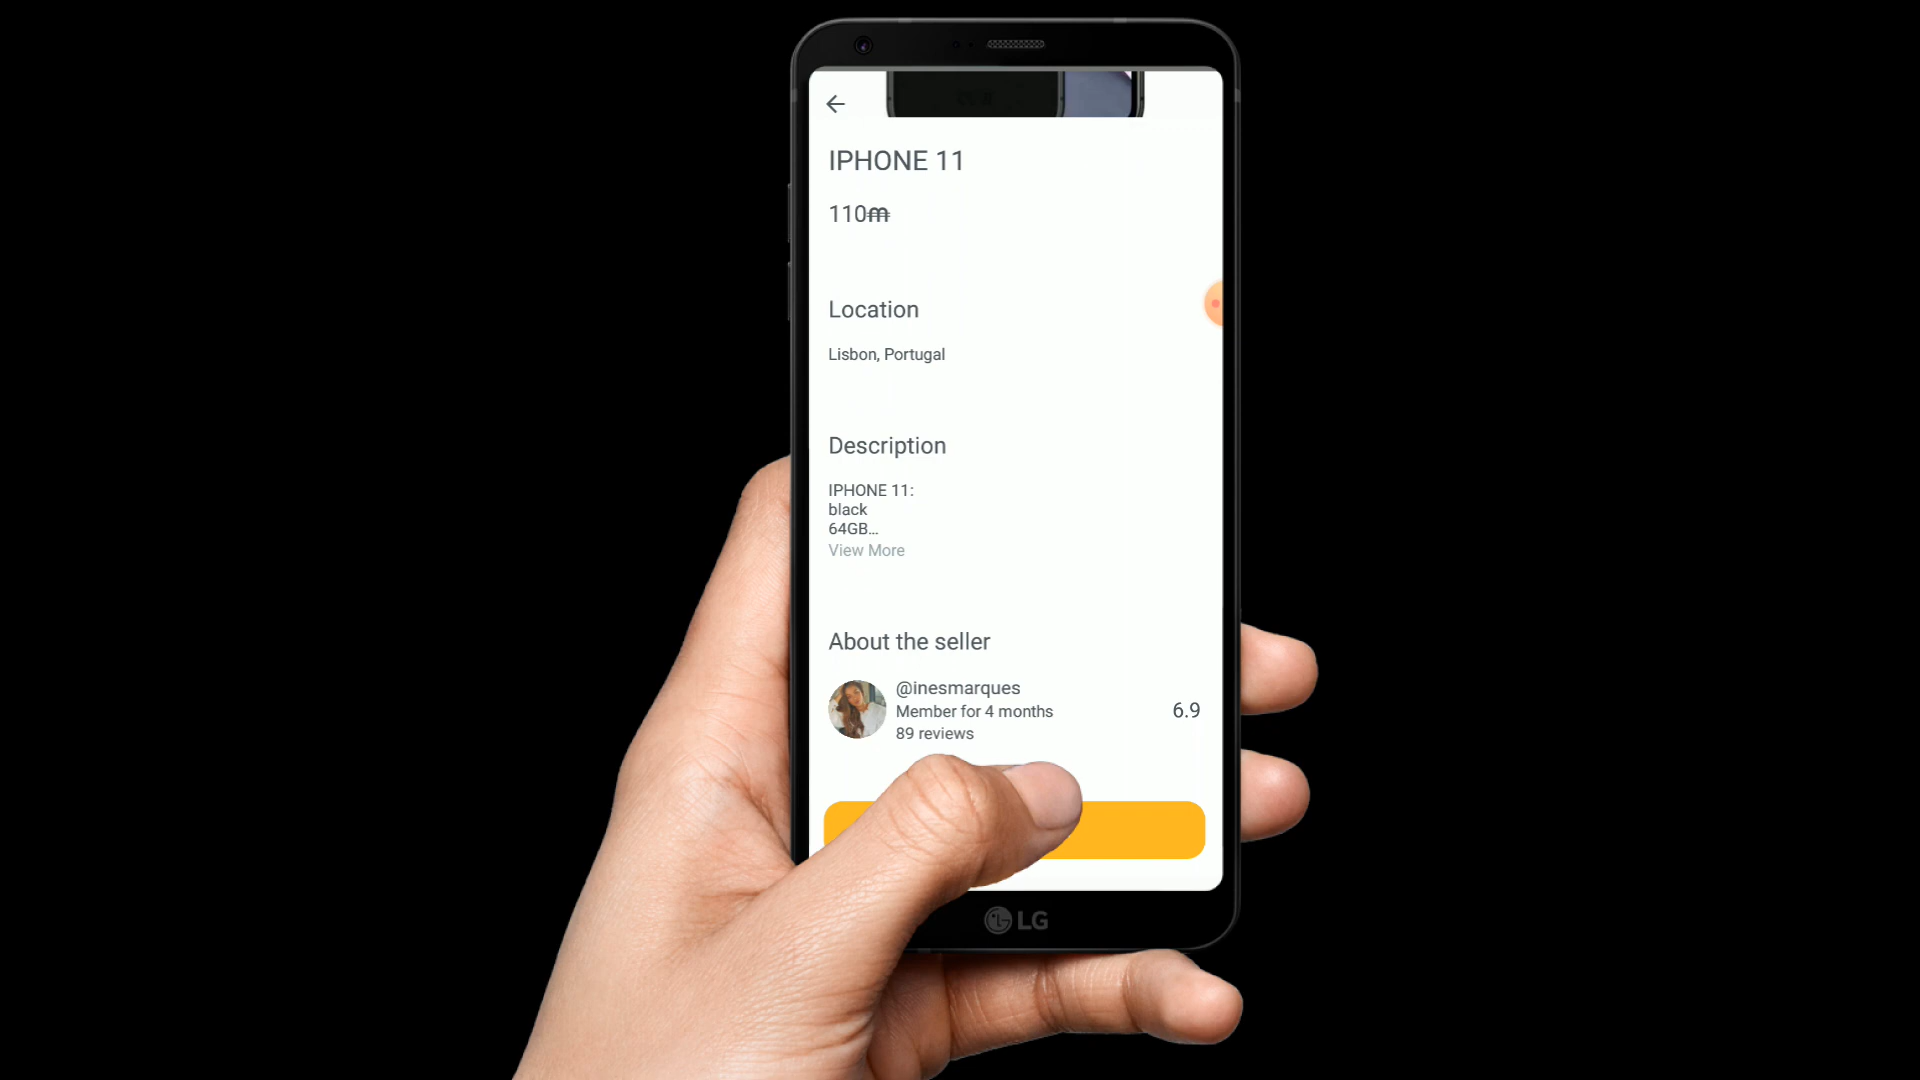 IPHONE 11
110₥
Location
Lisbon, Portugal
Description
IPHONE 11:
black
64GB...
View More
About the seller
@inesmarques
Member for 4 months
89 reviews
6.9
LG